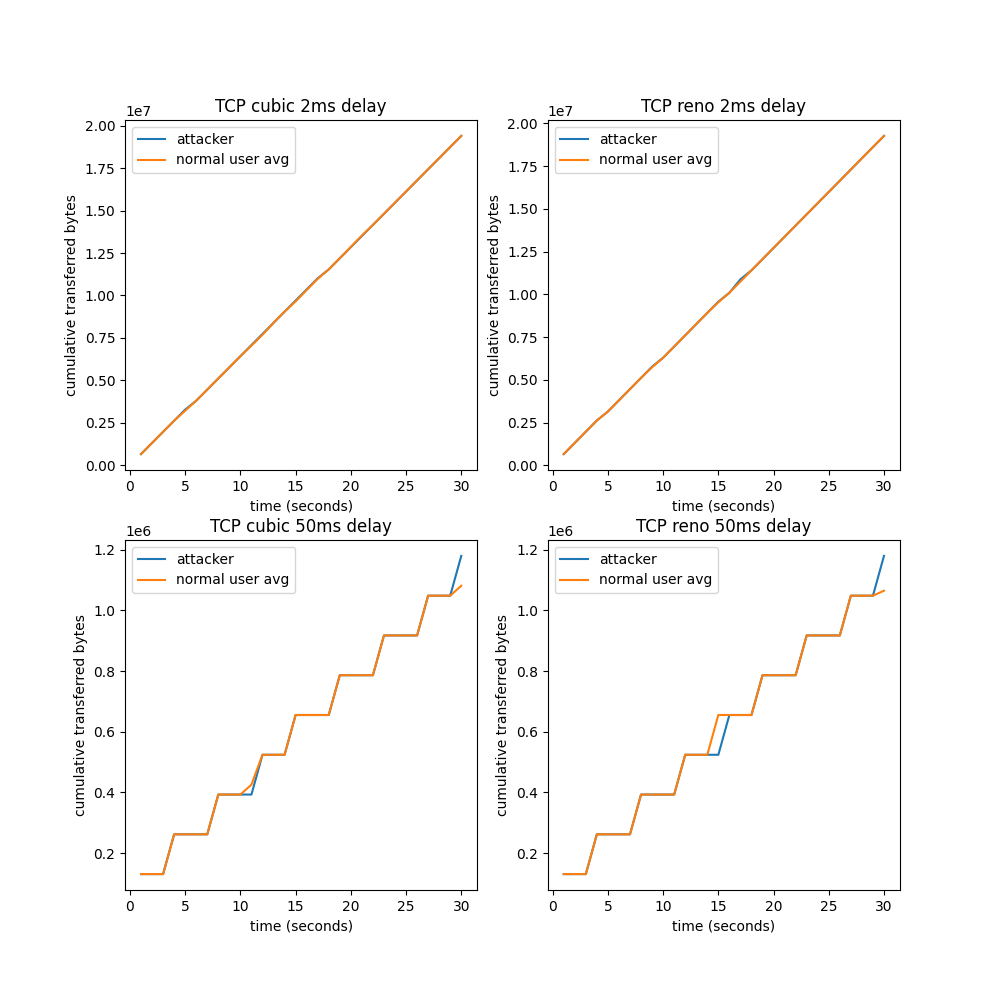 TCP cubic 2ms delay
1e7
attacker
normal user avg
2.00
1.75
1.50
1.25
1.00
0.75
0.50
0.25
0.00
cumulative transferred bytes
0 5 10 15 20 25 30
time (seconds)
TCP reno 2ms delay
1e7
attacker
normal user avg
2.00
1.75
1.50
1.25
1.00
0.75
0.50
0.25
0.00
cumulative transferred bytes
0 5 10 15 20 25 30
time (seconds)
TCP cubic 50ms delay
1e6
attacker
normal user avg
1.2
1.0
0.8
0.6
0.4
0.2
cumulative transferred bytes
0 5 10 15 20 25 30
time (seconds)
TCP reno 50ms delay
1e6
attacker
normal user avg
1.2
1.0
0.8
0.6
0.4
0.2
cumulative transferred bytes
0 5 10 15 20 25 30
time (seconds)